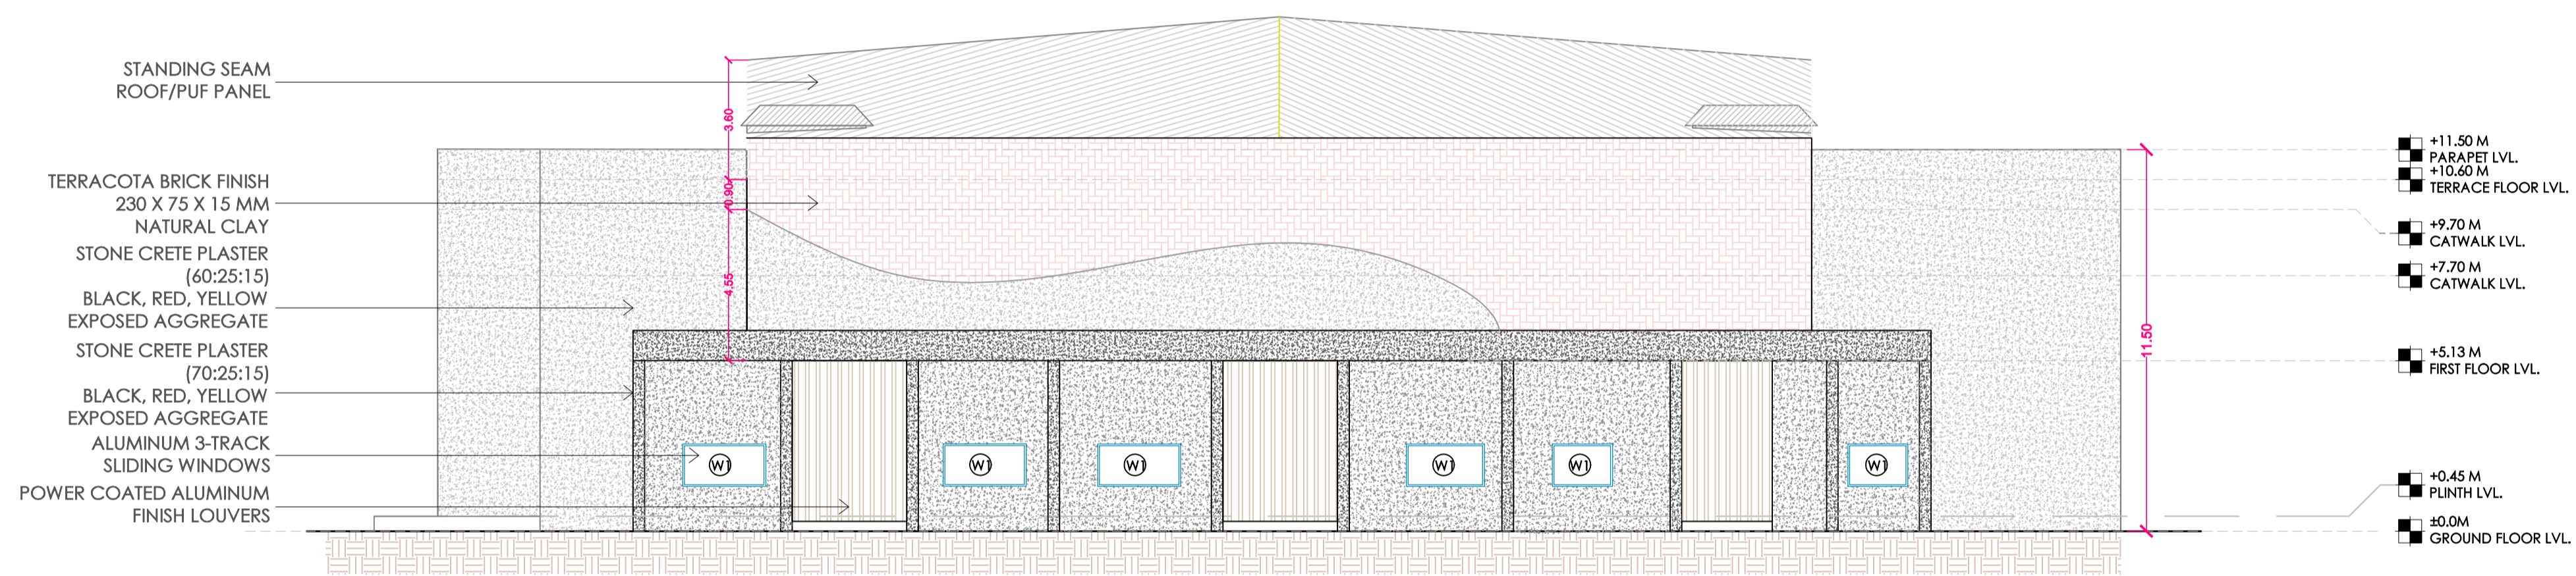 STANDING SEAM
ROOF/PUF PANEL
TERRACOTA BRICK FINISH
230 X 75 X 15 MM
NATURAL CLAY
STONE CRETE PLASTER
(60:25:15)
BLACK, RED, YELLOW
EXPOSED AGGREGATE
STONE CRETE PLASTER
(70:25:15)
BLACK, RED, YELLOW
EXPOSED AGGREGATE
ALUMINUM 3-TRACK
SLIDING WINDOWS
POWER COATED ALUMINUM
FINISH LOUVERS
3.60
0.90
4.55
W1
W1
W1
W1
W1
W1
11.50
+11.50 M
PARAPET LVL.
+10.60 M
TERRACE FLOOR LVL.
+9.70 M
CATWALK LVL.
+7.70 M
CATWALK LVL.
+5.13 M
FIRST FLOOR LVL.
+0.45 M
PLINTH LVL.
±0.0M
GROUND FLOOR LVL.